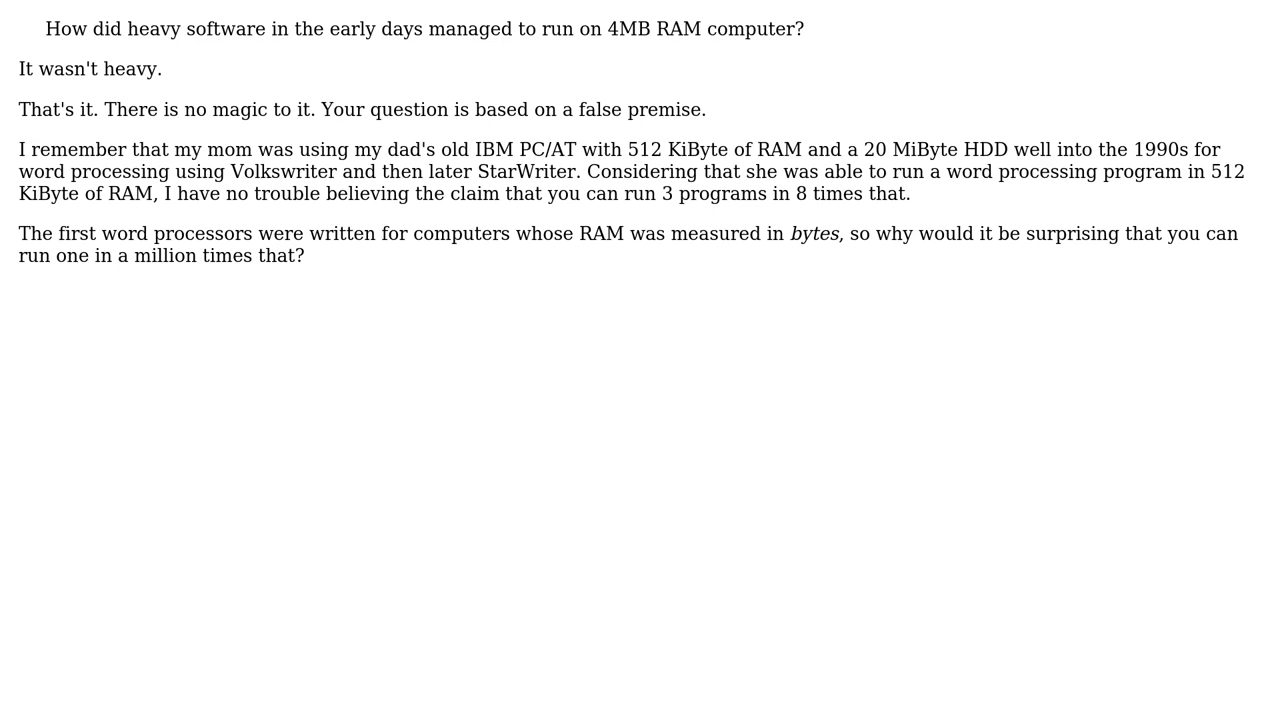 How did heavy software in the early days managed to run on 4MB RAM computer?
It wasn't heavy.
That's it. There is no magic to it. Your question is based on a false premise.
I remember that my mom was using my dad's old IBM PC/AT with 512 KiByte of RAM and a 20 MiByte HDD well into the 1990s for
word processing using Volkswriter and then later StarWriter. Considering that she was able to run a word processing program in 512
KiByte of RAM, I have no trouble believing the claim that you can run 3 programs in 8 times that.
The first word processors were written for computers whose RAM was measured in bytes, so why would it be surprising that you can
run one in a million times that?